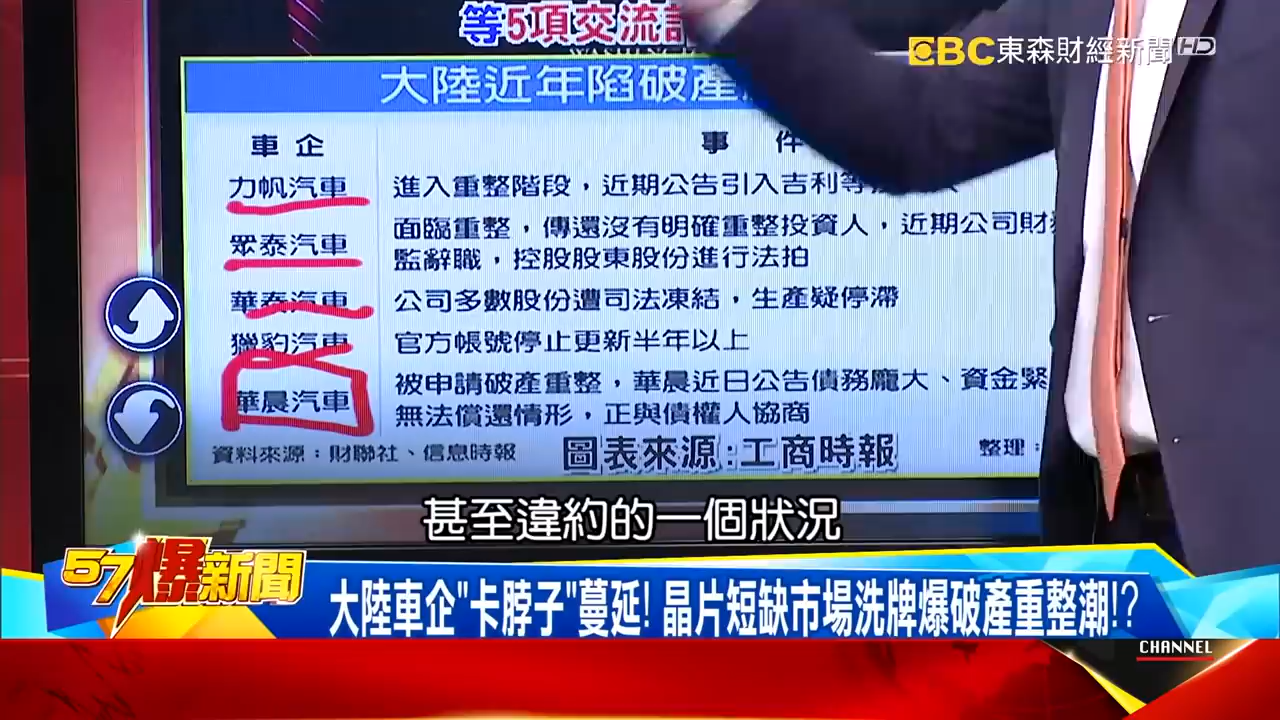 等5項交流
WASHING
EBC東森財經新聞HD
大陸近年陷破產
車企 事件
力帆汽車 進入重整階段，近期公告引入吉利等
眾泰汽車 面臨重整，傳還沒有明確重整投資人，近期公司財
監辭職，控股股東股份進行法拍
華泰汽車 公司多數股份遭司法凍結，生產疑停滯
獵豹汽車 官方帳號停止更新半年以上
華晨汽車 被申請破產重整，華晨近日公告債務龐大、資金緊
無法償還情形，正與債權人協商
資料來源：財聯社、信息時報 圖表來源：工商時報 整理：
甚至違約的一個狀況
57爆新聞
大陸車企"卡脖子"蔓延! 晶片短缺市場洗牌爆破產重整潮!?
CHANNEL